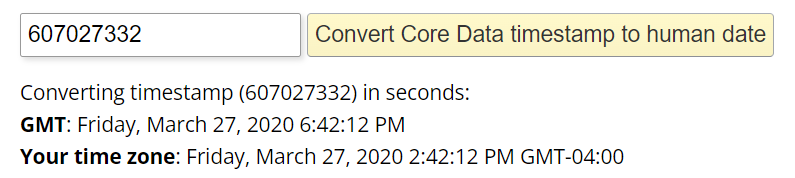 607027332 Convert Core Data timestamp to human date
Converting timestamp (607027332) in seconds:
GMT: Friday, March 27, 2020 6:42:12 PM
Your time zone: Friday, March 27, 2020 2:42:12 PM GMT-04:00